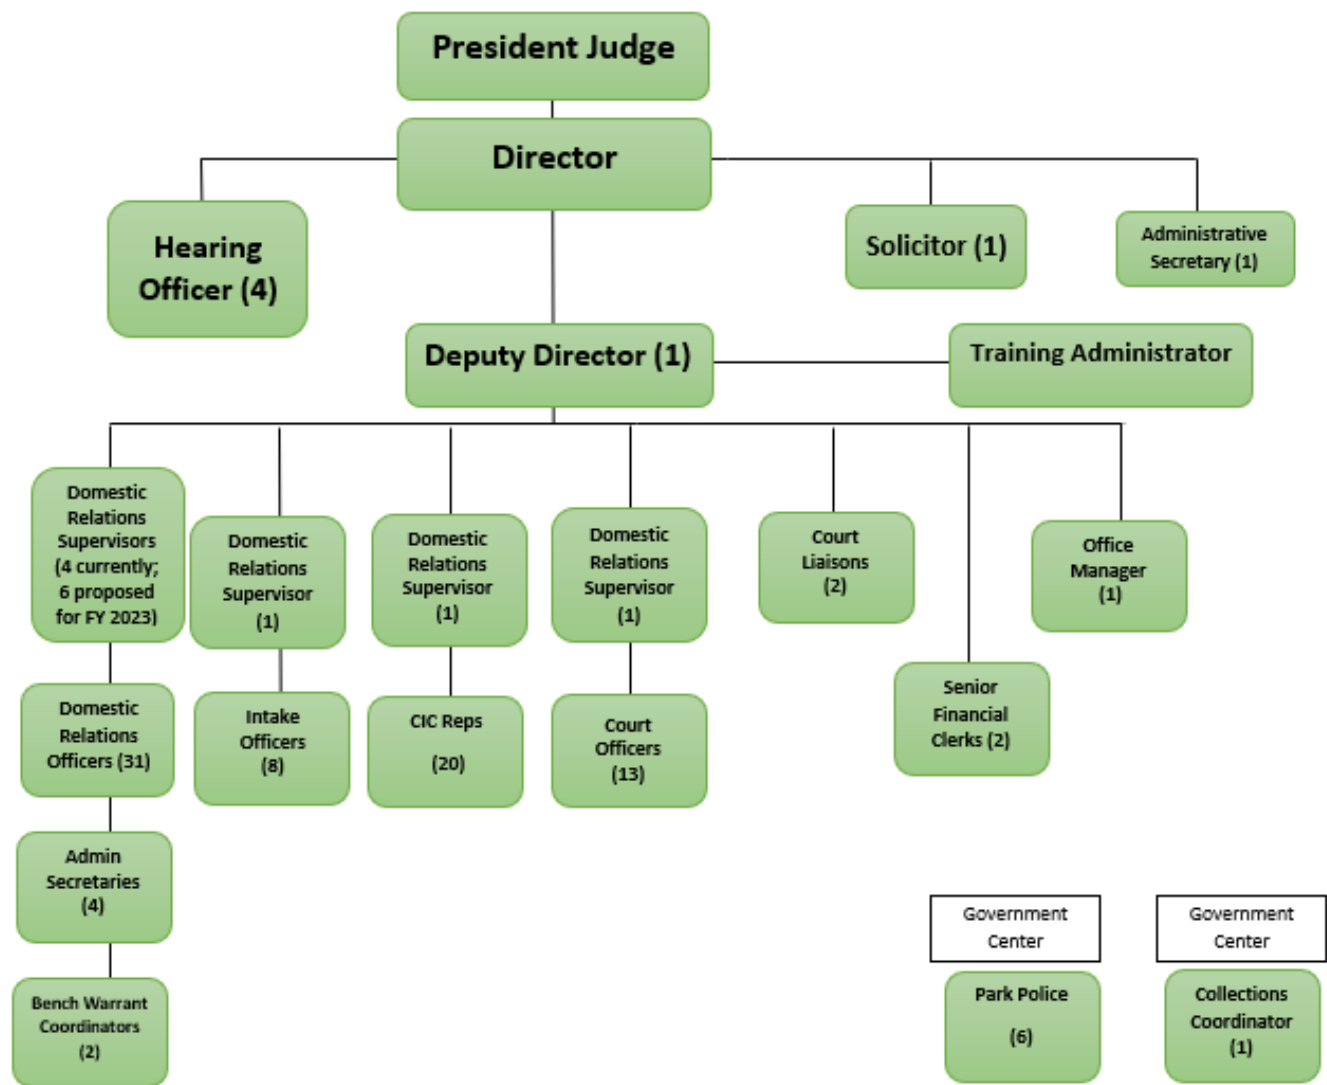 President Judge
Director
Hearing
Officer (4)
Solicitor (1)
Administrative
Secretary (1)
Deputy Director (1)
Training Administrator
Domestic
Relations
Supervisors
(4 currently;
6 proposed
for FY 2023)
Domestic
Relations
Supervisor
(1)
Domestic
Relations
Supervisor
(1)
Domestic
Relations
Supervisor
(1)
Court
Liaisons
(2)
Office
Manager
(1)
Domestic
Relations
Officers (31)
Intake
Officers
(8)
CIC Reps
(20)
Court
Officers
(13)
Senior
Financial
Clerks (2)
Admin
Secretaries
(4)
Bench Warrant
Coordinators
(2)
Government
Center
Park Police
(6)
Government
Center
Collections
Coordinator
(1)